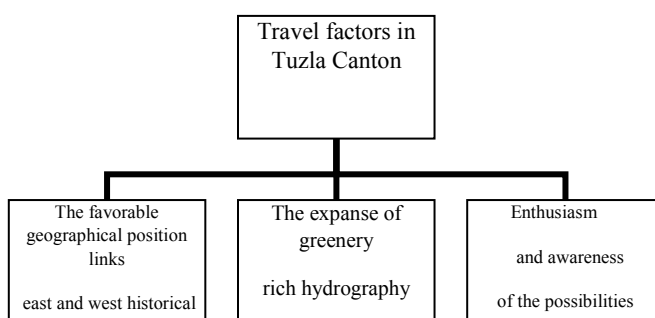 Travel factors in
Tuzla Canton
The favorable
geographical position
links
east and west historical
The expanse of
greenery
rich hydrography
Enthusiasm
and awareness
of the possibilities